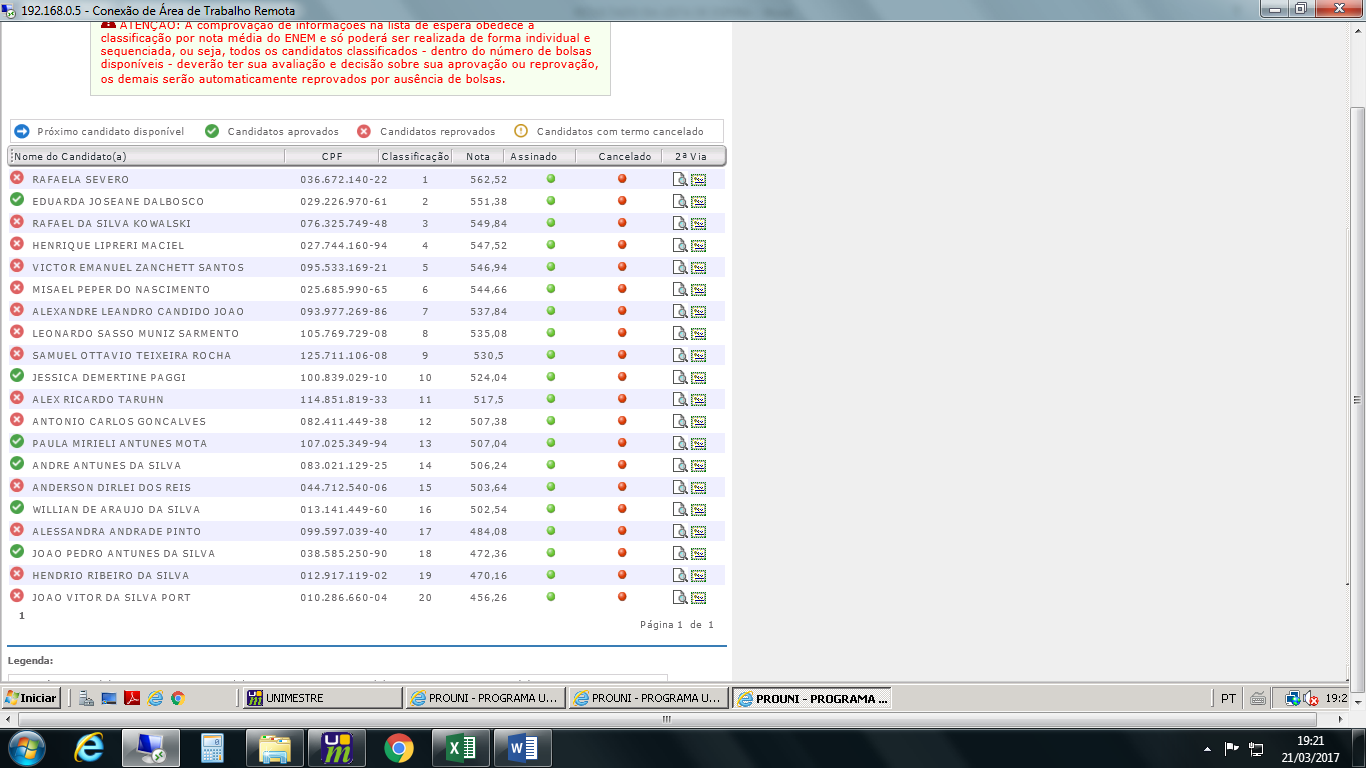 192.168.0.5 - Conexão de Área de Trabalho Remota
ATENÇÃO: A comprovação de informações na lista de espera obedece a
classificação por nota média do ENEM e só poderá ser realizada de forma individual e
sequenciada, ou seja, todos os candidatos classificados - dentro do número de bolsas
disponíveis - deverão ter sua avaliação e decisão sobre sua aprovação ou reprovação,
os demais serão automaticamente reprovados por ausência de bolsas.
Próximo candidato disponível Candidatos aprovados Candidatos reprovados Candidatos com termo cancelado
Nome do Candidato(a) CPF Classificação Nota Assinado Cancelado 2ª Via
RAFAELA SEVERO 036.672.140-22 1 562,52
EDUARDA JOSEANE DALBOSCO 029.226.970-61 2 551,38
RAFAEL DA SILVA KOWALSKI 076.325.749-48 3 549,84
HENRIQUE LIPRERI MACIEL 027.744.160-94 4 547,52
VICTOR EMANUEL ZANCHETT SANTOS 095.533.169-21 5 546,94
MISAEL PEPER DO NASCIMENTO 025.685.990-65 6 544,66
ALEXANDRE LEANDRO CANDIDO JOAO 093.977.269-86 7 537,84
LEONARDO SASSO MUNIZ SARMENTO 105.769.729-08 8 535,08
SAMUEL OTTAVIO TEIXEIRA ROCHA 125.711.106-08 9 530,5
JESSICA DEMERTINE PAGGI 100.839.029-10 10 524,04
ALEX RICARDO TARUHN 114.851.819-33 11 517,5
ANTONIO CARLOS GONCALVES 082.411.449-38 12 507,38
PAULA MIRIELI ANTUNES MOTA 107.025.349-94 13 507,04
ANDRE ANTUNES DA SILVA 083.021.129-25 14 506,24
ANDERSON DIRLEI DOS REIS 044.712.540-06 15 503,64
WILLIAN DE ARAUJO DA SILVA 013.141.449-60 16 502,54
ALESSANDRA ANDRADE PINTO 099.597.039-40 17 484,08
JOAO PEDRO ANTUNES DA SILVA 038.585.250-90 18 472,36
HENDRIO RIBEIRO DA SILVA 012.917.119-02 19 470,16
JOAO VITOR DA SILVA PORT 010.286.660-04 20 456,26
1
Página 1 de 1
Legenda:
Iniciar UNIMESTRE PROUNI - PROGRAMA U... PROUNI - PROGRAMA U... PROUNI - PROGRAMA ... PT 19:2
19:21
21/03/2017